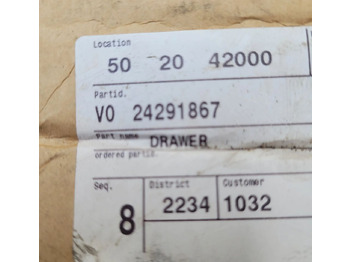 Location
50 20 42000
Partid.
VO 24291867
Part name
DRAWER
ordered partid.
Seq. District Customer
8 2234 1032